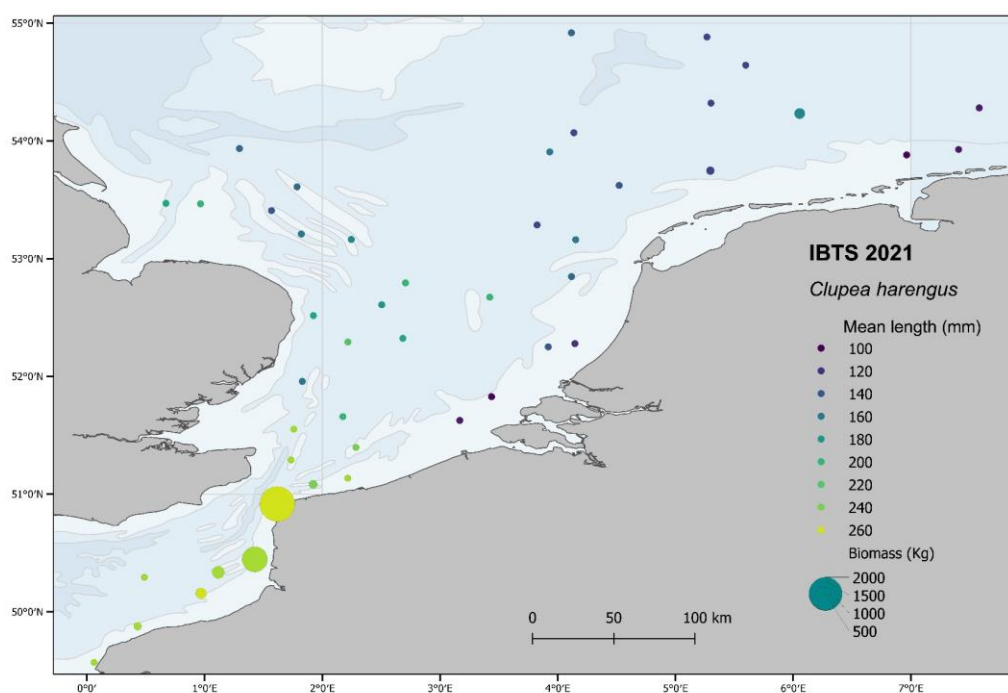 55°0'N
54°0'N
53°0'N
52°0'N
51°0'N
50°0'N
IBTS 2021
Clupea harengus
Mean length (mm)
100
120
140
160
180
200
220
240
260
Biomass (Kg)
2000
1500
1000
500
0 50 100 km
0°0' 1°0'E 2°0'E 3°0'E 4°0'E 5°0'E 6°0'E 7°0'E